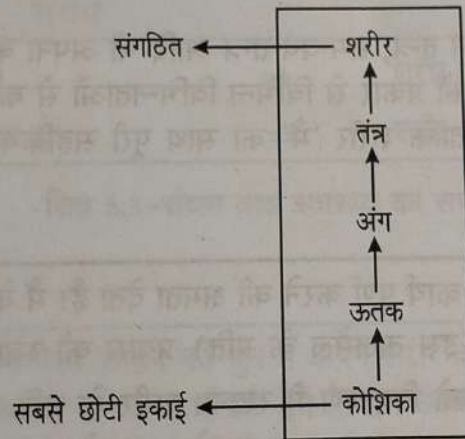 संगठित शरीर
तंत्र
अंग
ऊतक
सबसे छोटी इकाई कोशिका